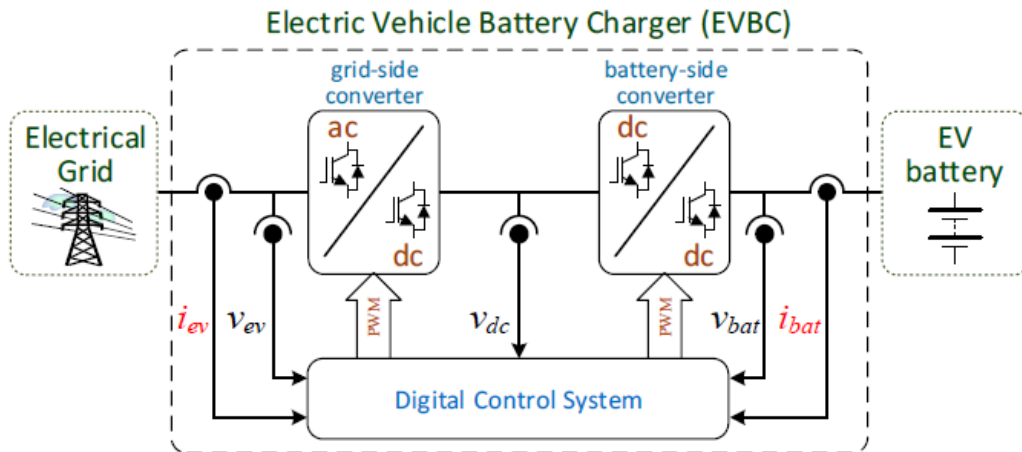 Electric Vehicle Battery Charger (EVBC)
grid-side
converter
battery-side
converter
Electrical
Grid
ac
dc
dc
dc
EV
battery
i_ev
v_ev
PWM
v_dc
PWM
v_bat
i_bat
Digital Control System